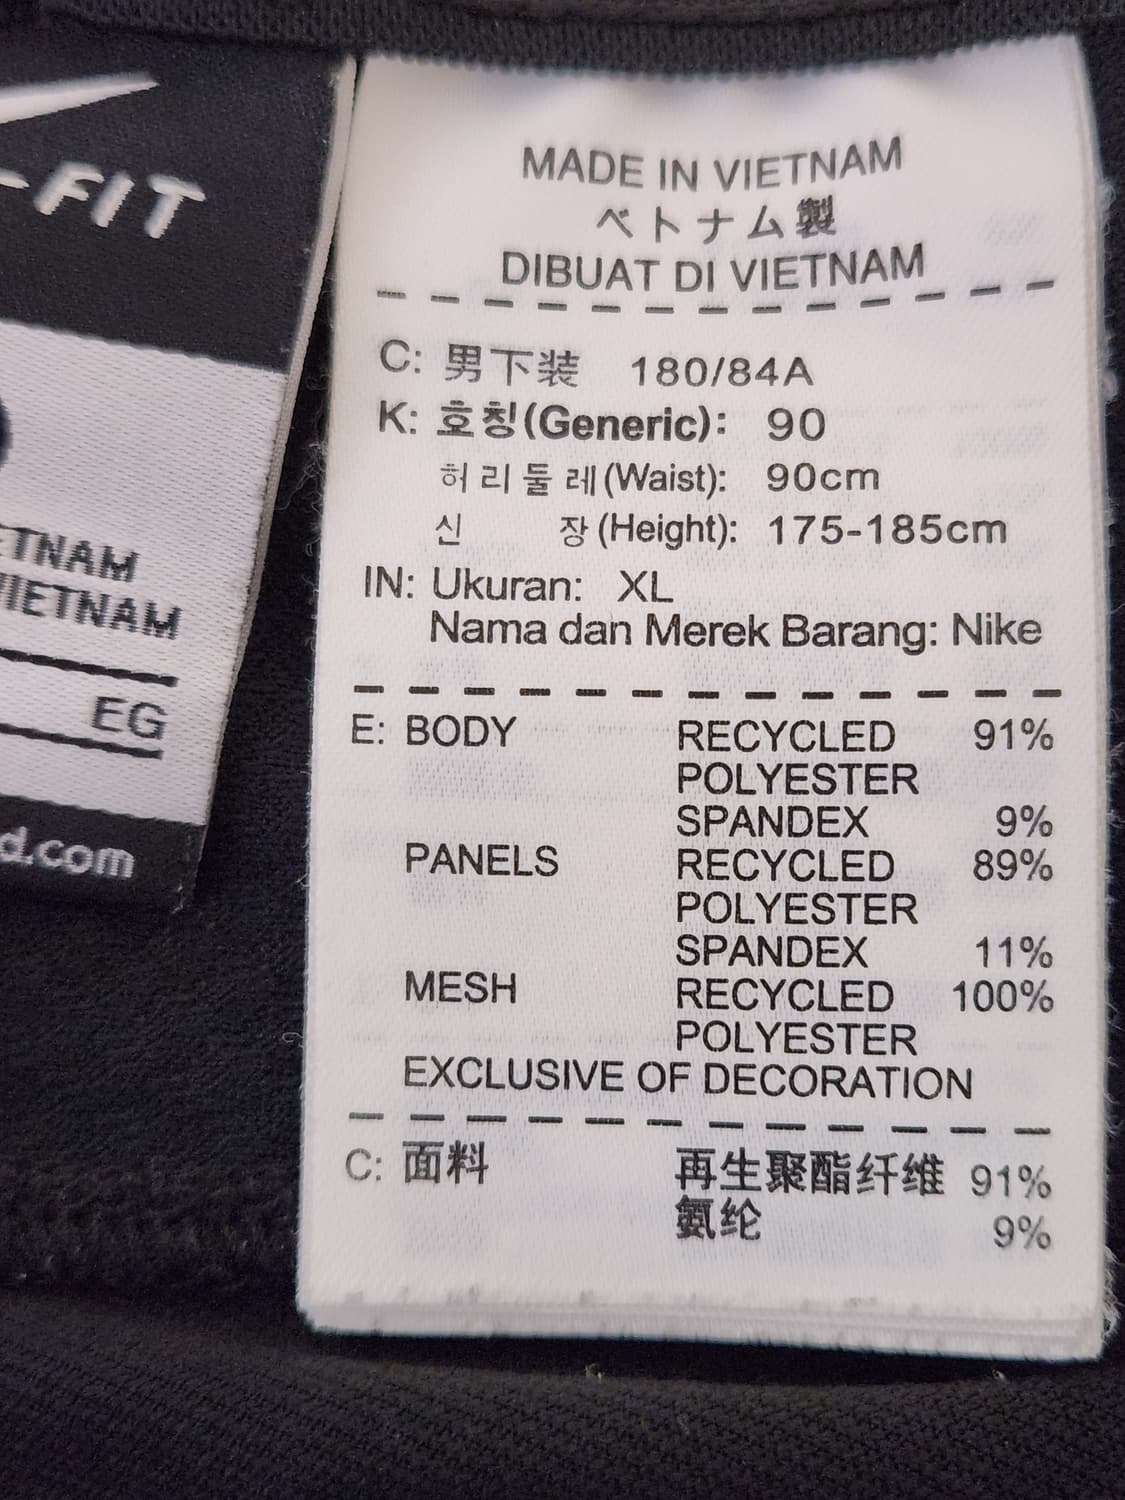 -FIT
ETNAM
VIETNAM
EG
d.com
MADE IN VIETNAM
ベトナム製
DIBUAT DI VIETNAM
C: 男下装 180/84A
K: 호칭(Generic): 90
허리둘레(Waist): 90cm
신 장(Height): 175-185cm
IN: Ukuran: XL
Nama dan Merek Barang: Nike
E: BODY RECYCLED 91%
POLYESTER
SPANDEX 9%
PANELS RECYCLED 89%
POLYESTER
SPANDEX 11%
MESH RECYCLED 100%
POLYESTER
EXCLUSIVE OF DECORATION
C: 面料 再生聚酯纤维 91%
氨纶 9%